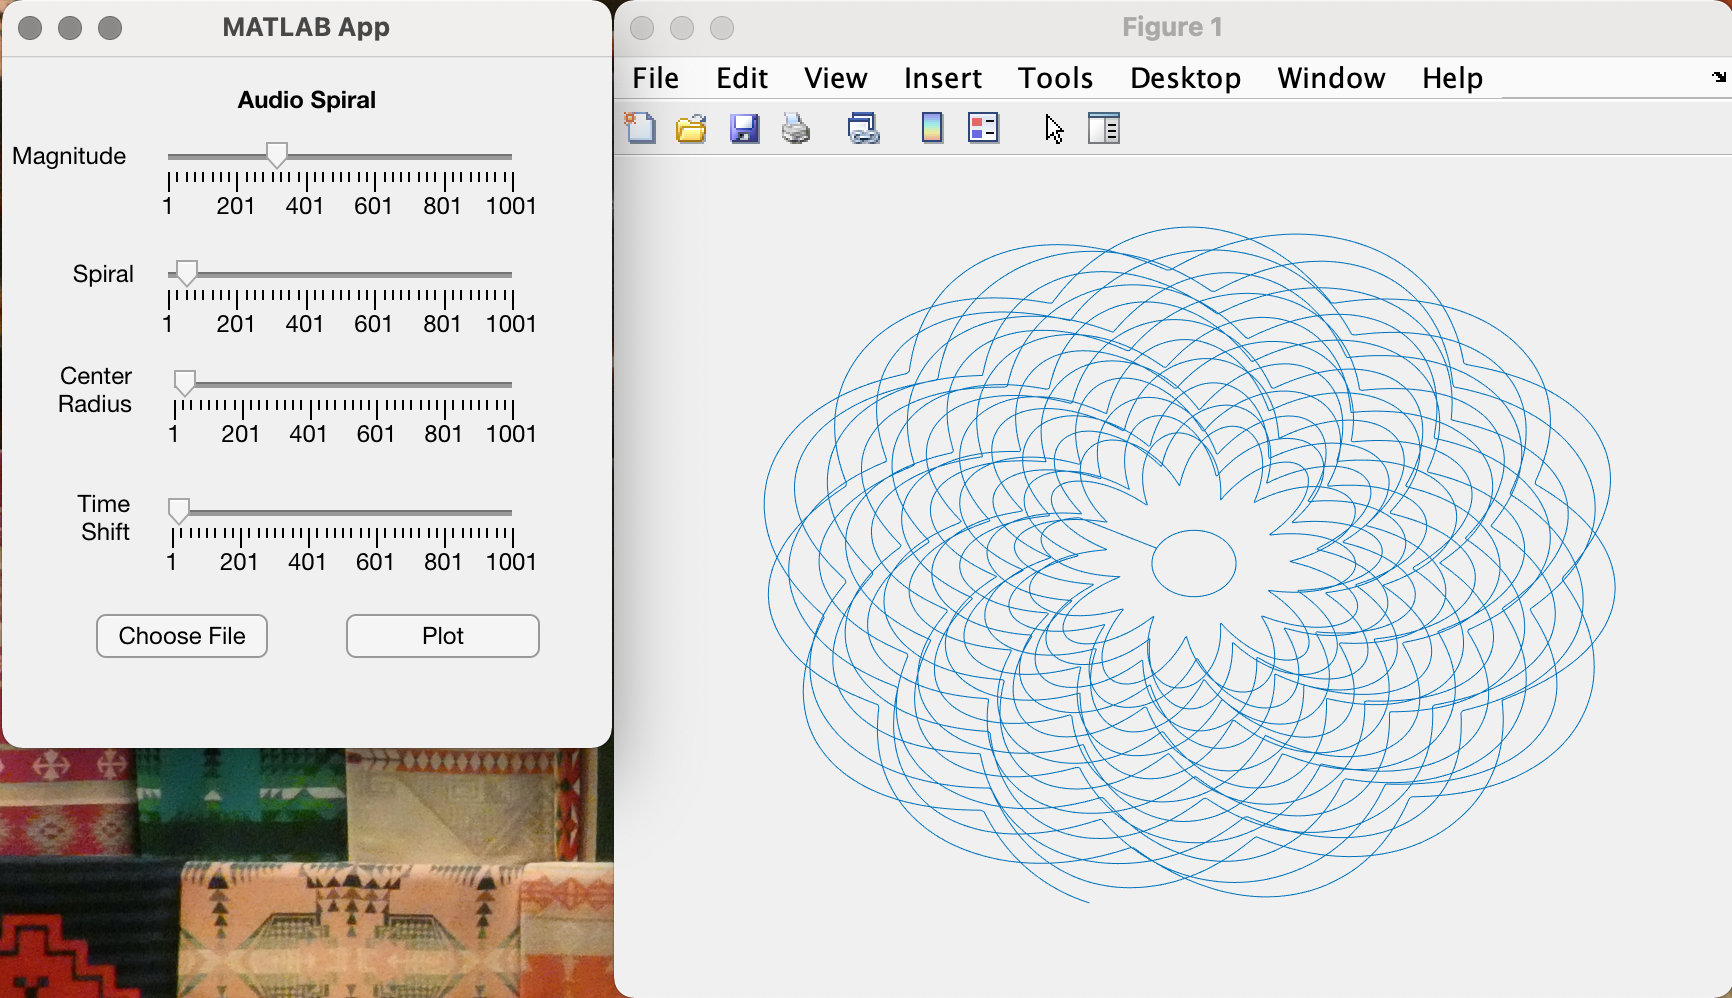 MATLAB App
Audio Spiral
Magnitude
1 201 401 601 801 1001
Spiral
1 201 401 601 801 1001
Center
Radius
1 201 401 601 801 1001
Time
Shift
1 201 401 601 801 1001
Choose File
Plot
Figure 1
File Edit View Insert Tools Desktop Window Help